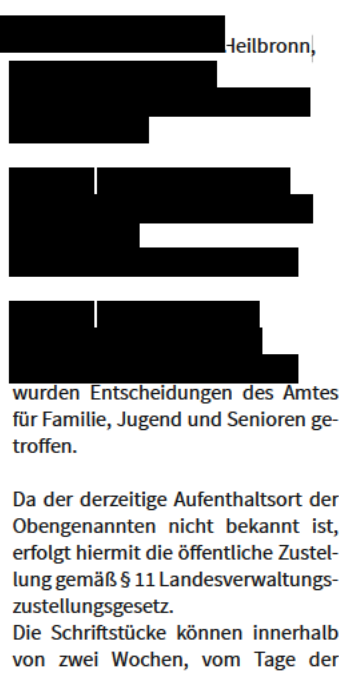 Heilbronn,
wurden Entscheidungen des Amtes
für Familie, Jugend und Senioren ge-
troffen.
Da der derzeitige Aufenthaltsort der
Obengenannten nicht bekannt ist,
erfolgt hiermit die öffentliche Zustel-
lung gemäß § 11 Landesverwaltungs-
zustellungsgesetz.
Die Schriftstücke können innerhalb
von zwei Wochen, vom Tage der